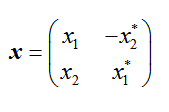 x = ( x₁  −x₂*
x₂  x₁* )